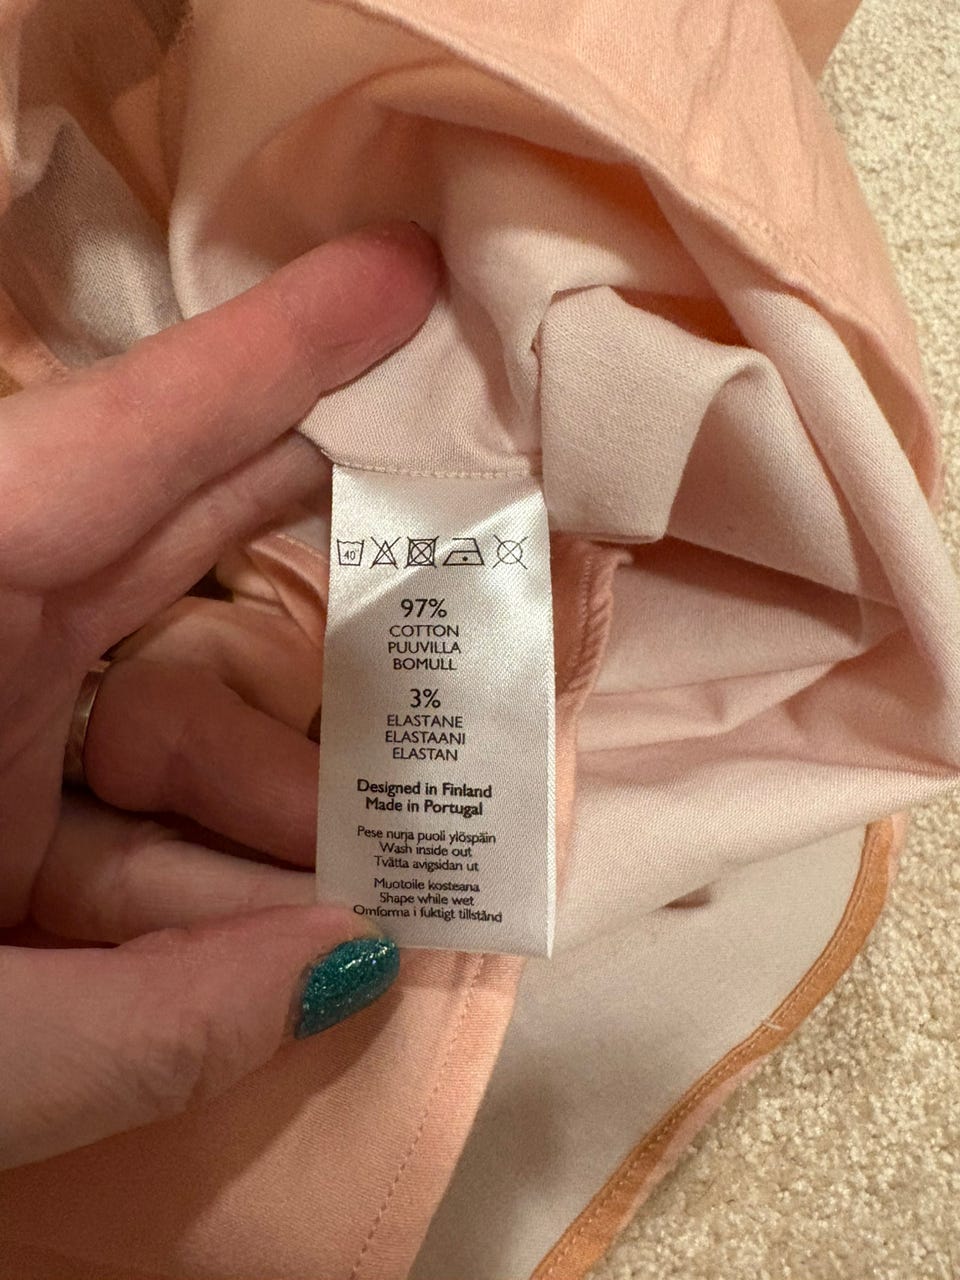 40°
97%
COTTON
PUUVILLA
BOMULL
3%
ELASTANE
ELASTAANI
ELASTAN
Designed in Finland
Made in Portugal
Pese nurja puoli ylöspäin
Wash inside out
Tvätta avigsidan ut
Muotoile kosteana
Shape while wet
Omforma i fuktigt tillstånd